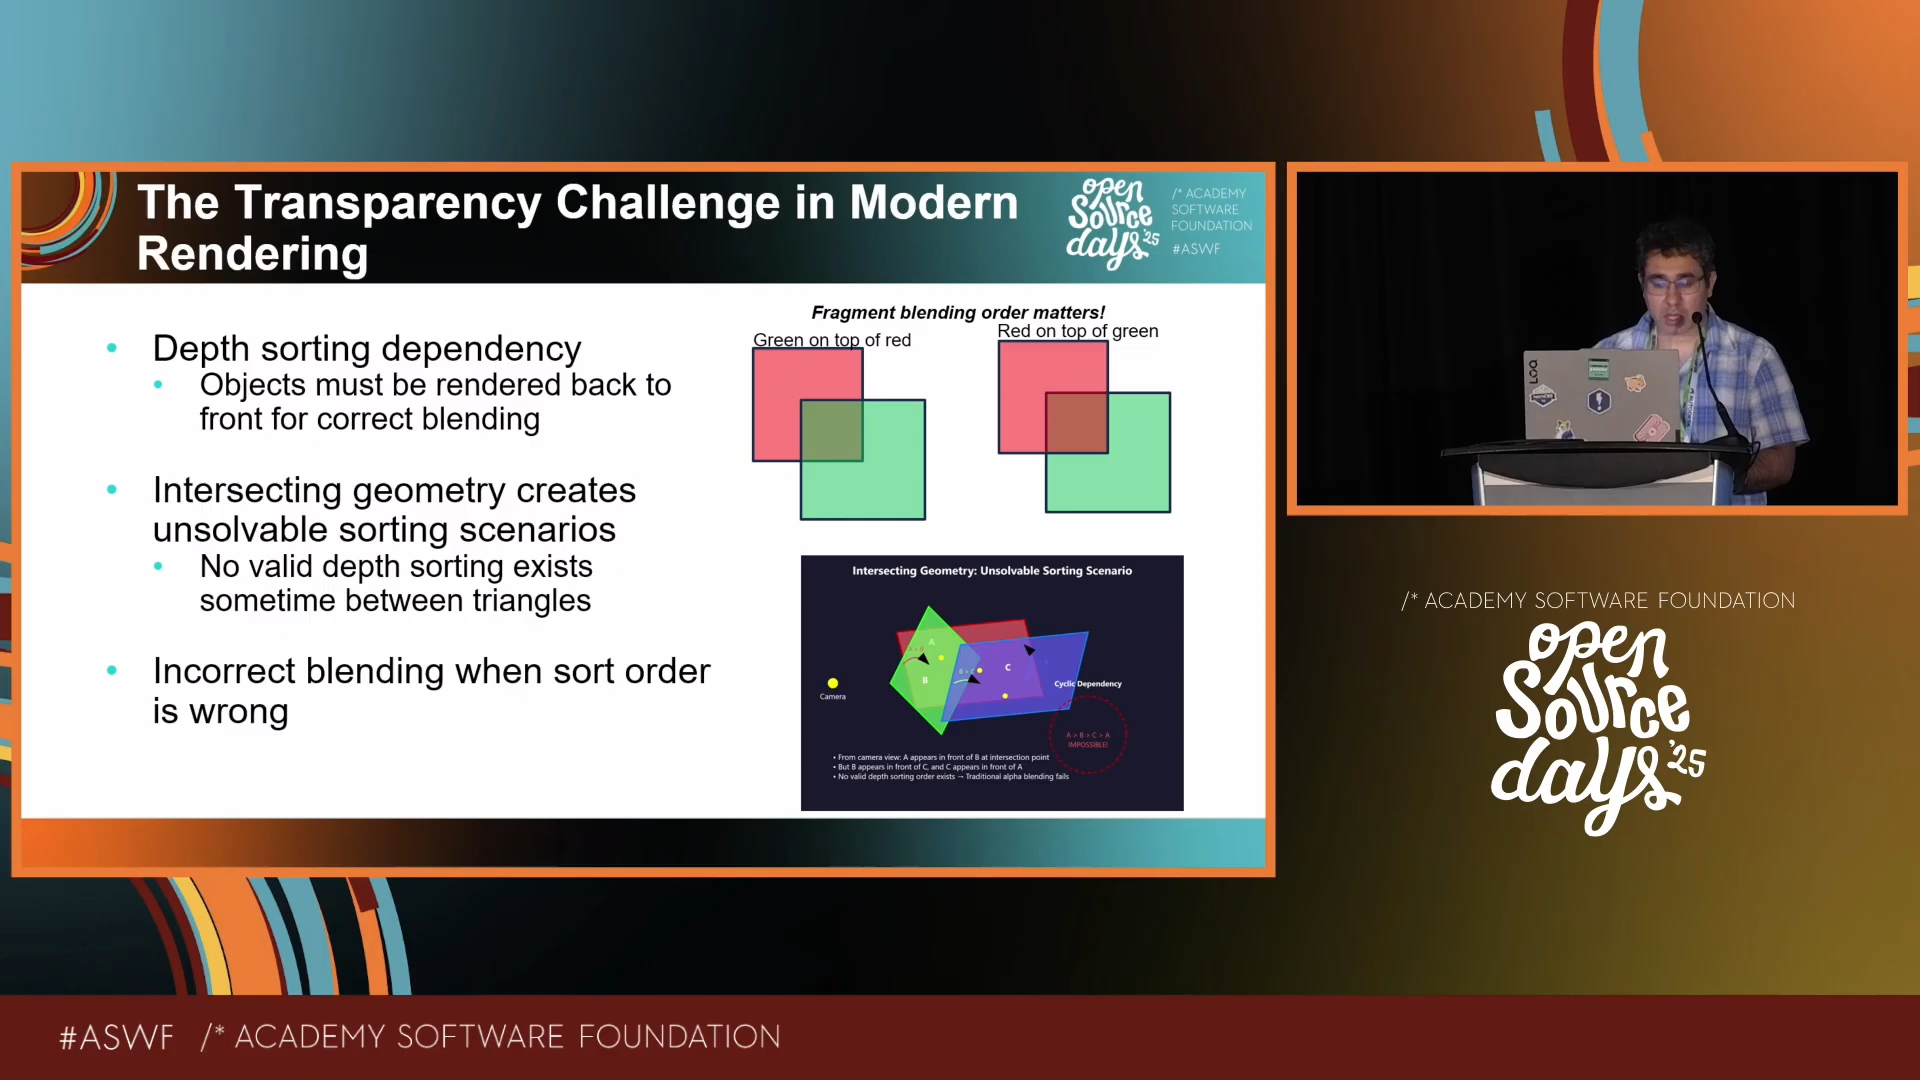 The Transparency Challenge in Modern
Rendering
open
Source
days '25
/* ACADEMY
SOFTWARE
FOUNDATION
#ASWF
• Depth sorting dependency
• Objects must be rendered back to
front for correct blending
• Intersecting geometry creates
unsolvable sorting scenarios
• No valid depth sorting exists
sometime between triangles
• Incorrect blending when sort order
is wrong
Fragment blending order matters!
Green on top of red
Red on top of green
Intersecting Geometry: Unsolvable Sorting Scenario
A
B
C
B > C
Camera
Cyclic Dependency
A > B > C > A
IMPOSSIBLE!
• From camera view: A appears in front of B at intersection point
• But B appears in front of C, and C appears in front of A
• No valid depth sorting order exists → Traditional alpha blending fails
LOQ
/* ACADEMY SOFTWARE FOUNDATION
open
Source
days '25
#ASWF /* ACADEMY SOFTWARE FOUNDATION